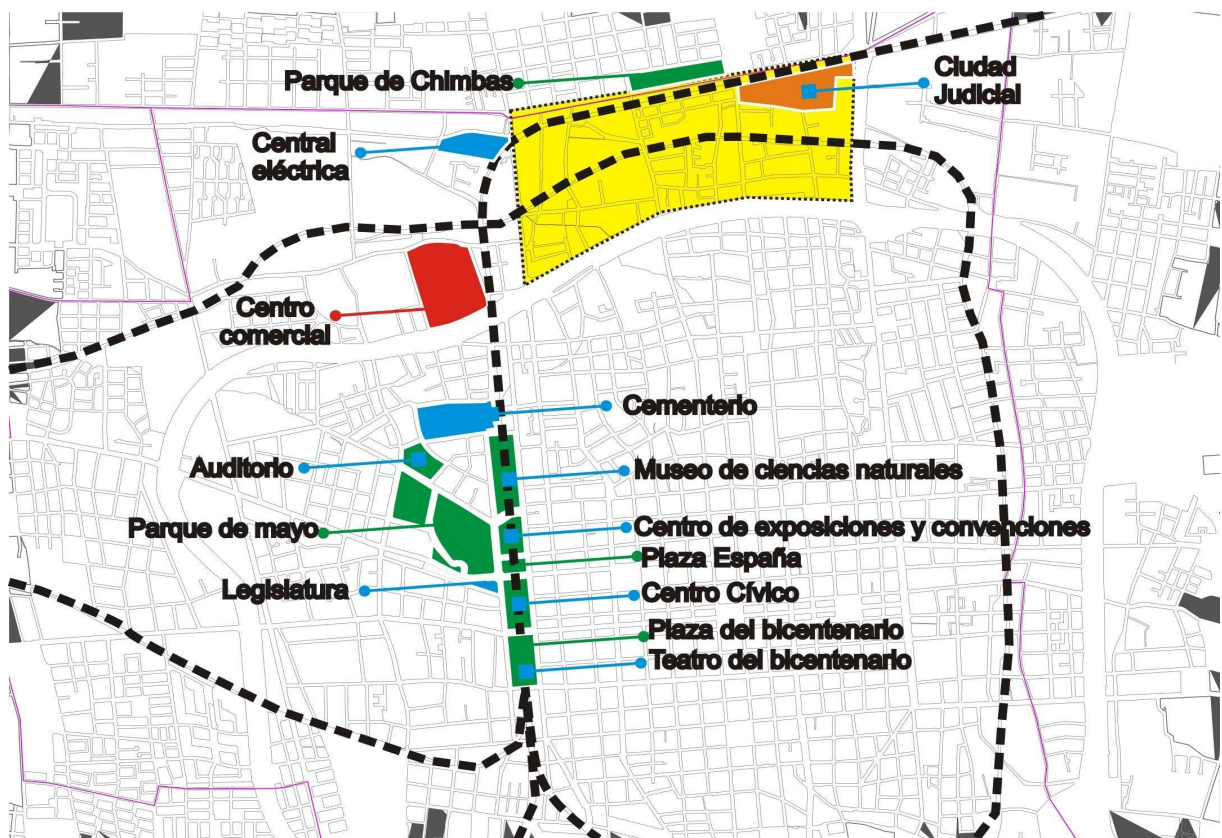 Parque de Chimbas
Ciudad
Judicial
Central
eléctrica
Centro
comercial
Cementerio
Auditorio
Museo de ciencias naturales
Parque de mayo
Centro de exposiciones y convenciones
Plaza España
Legislatura
Centro Cívico
Plaza del bicentenario
Teatro del bicentenario